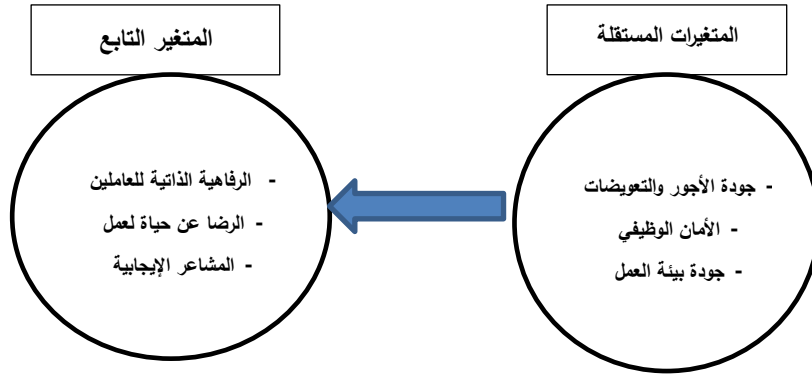 المتغيرات المستقلة
- جودة الأجور والتعويضات
- الأمان الوظيفي
- جودة بيئة العمل
المتغير التابع
- الرفاهية الذاتية للعاملين
- الرضا عن حياة لعمل
- المشاعر الإيجابية